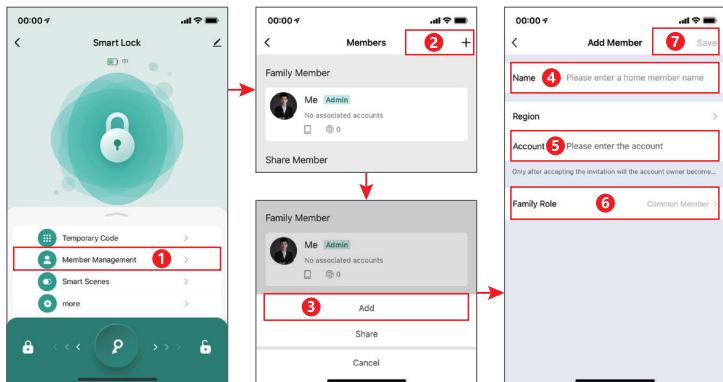 00:00
Smart Lock
Temporary Code
Member Management
1
Smart Scenes
more
00:00
Members
2
Family Member
Me Admin
No associated accounts
0
Share Member
Family Member
Me Admin
No associated accounts
0
3
Add
Share
Cancel
00:00
Add Member
7
Save
Name
4
Please enter a home member name
Region
Account
5
Please enter the account
Only after accepting the invitation will the account owner become...
Family Role
6
Common Member